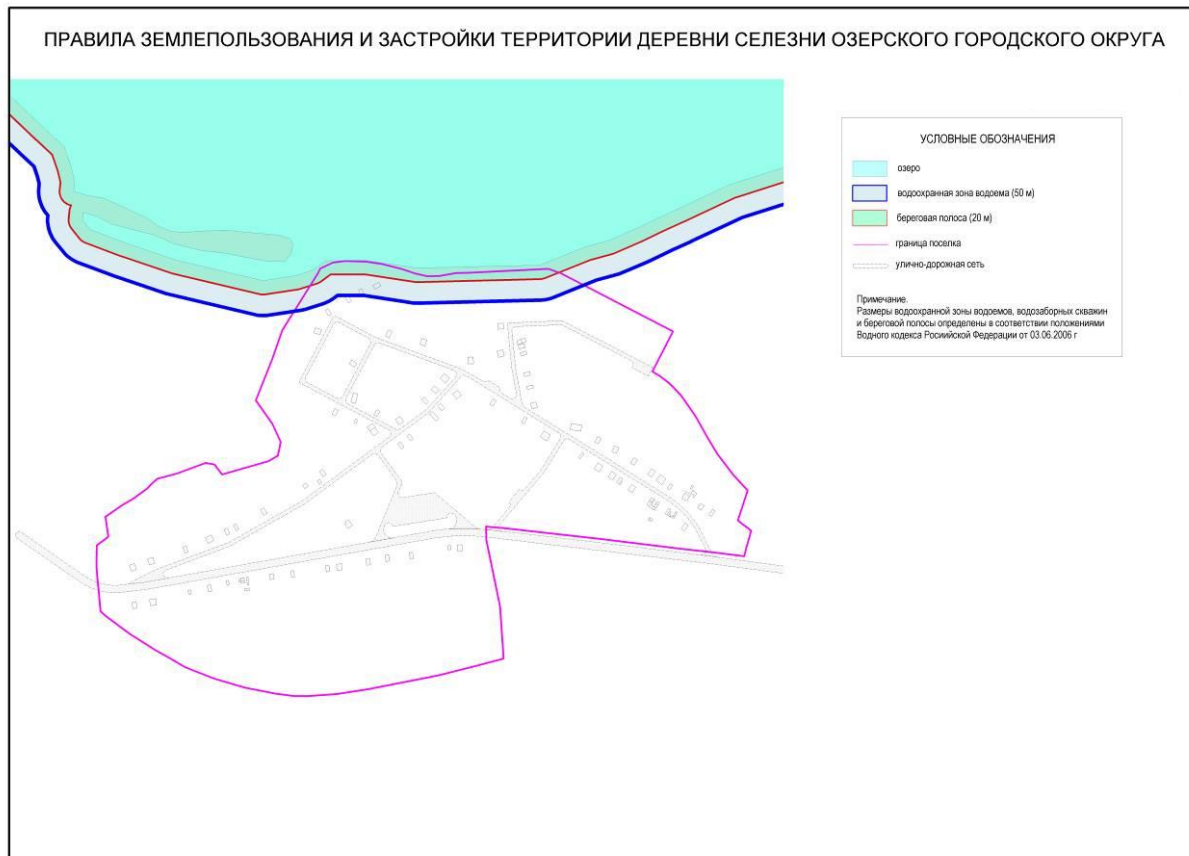 ПРАВИЛА ЗЕМЛЕПОЛЬЗОВАНИЯ И ЗАСТРОЙКИ ТЕРРИТОРИИ ДЕРЕВНИ СЕЛЕЗНИ ОЗЕРСКОГО ГОРОДСКОГО ОКРУГА
УСЛОВНЫЕ ОБОЗНАЧЕНИЯ
озеро
водоохранная зона водоема (50 м)
береговая полоса (20 м)
граница поселка
улично-дорожная сеть
Примечание.
Размеры водоохранной зоны водоемов, водозаборных скважин
и береговой полосы определены в соответствии положениями
Водного кодекса Росиийской Федерации от 03.06.2006 г